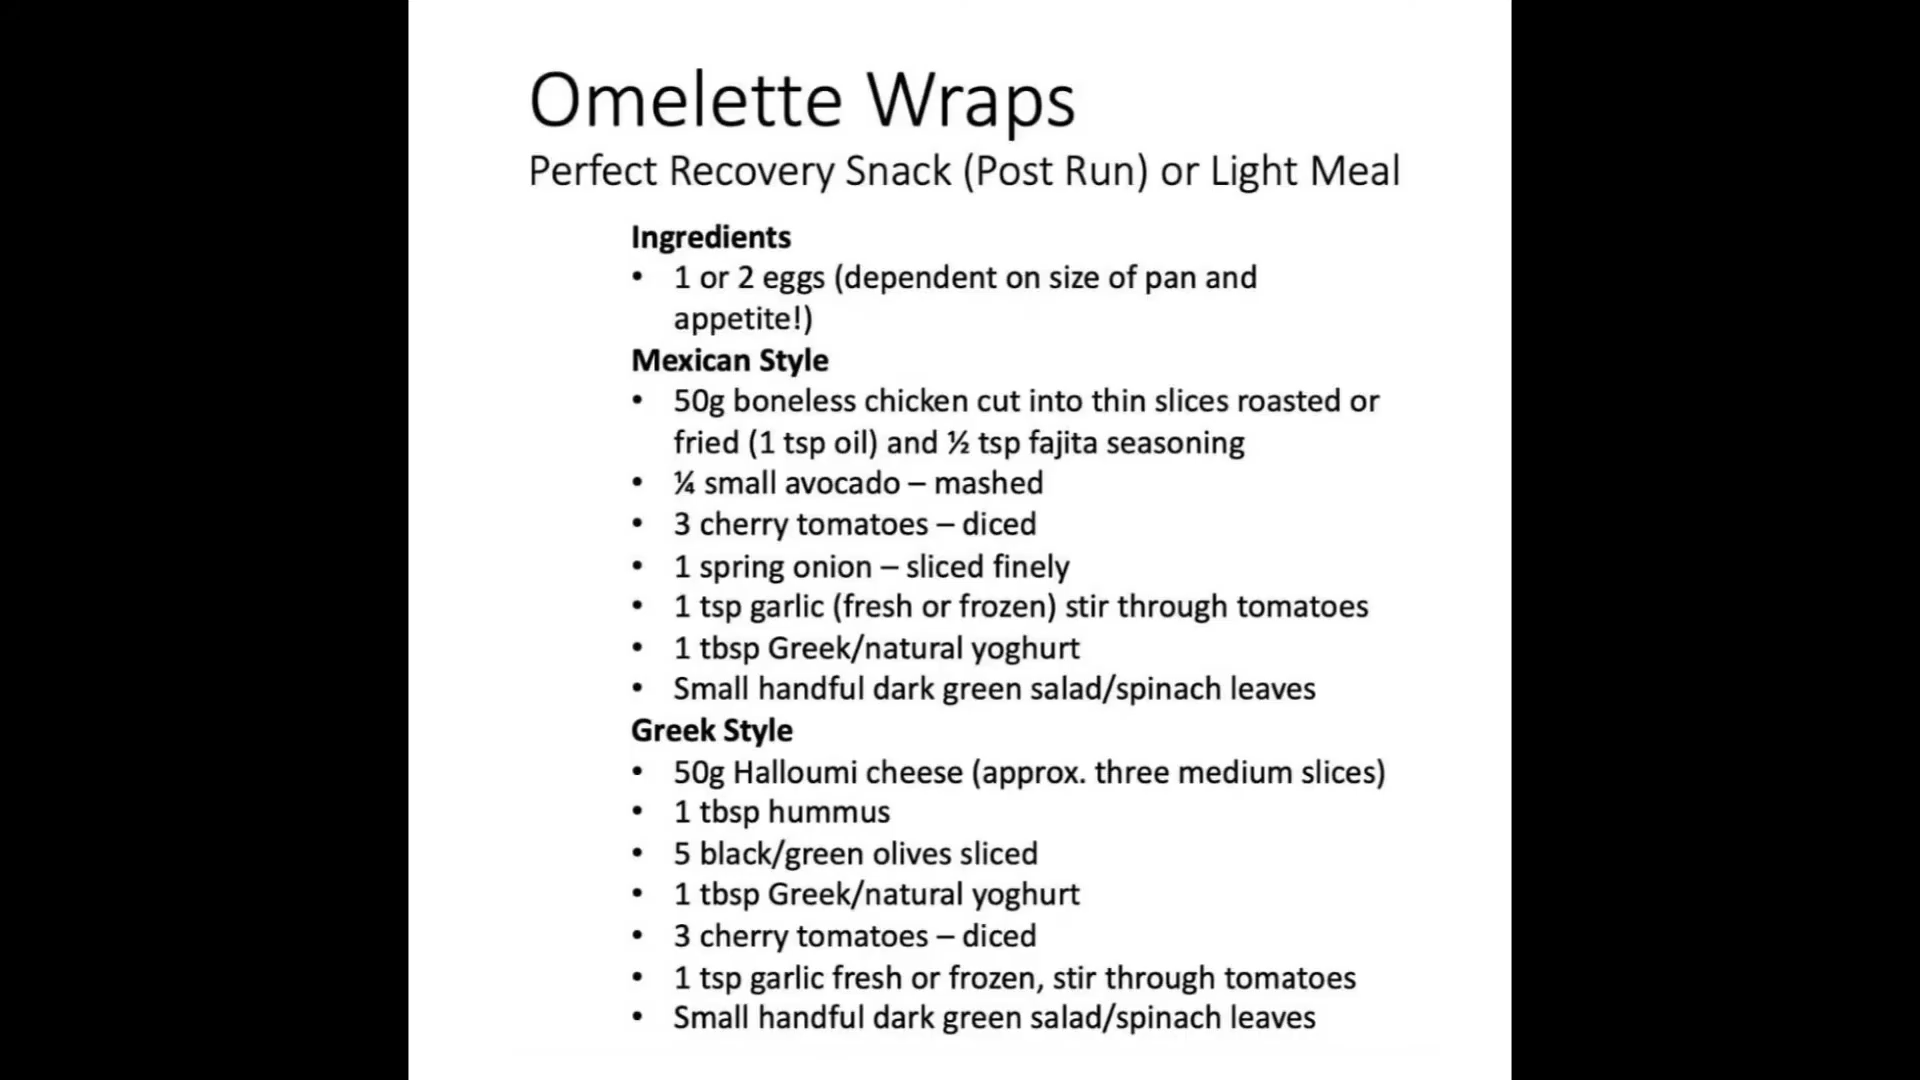 Omelette Wraps
Perfect Recovery Snack (Post Run) or Light Meal
Ingredients
• 1 or 2 eggs (dependent on size of pan and
appetite!)
Mexican Style
• 50g boneless chicken cut into thin slices roasted or
fried (1 tsp oil) and ½ tsp fajita seasoning
• ¼ small avocado – mashed
• 3 cherry tomatoes – diced
• 1 spring onion – sliced finely
• 1 tsp garlic (fresh or frozen) stir through tomatoes
• 1 tbsp Greek/natural yoghurt
• Small handful dark green salad/spinach leaves
Greek Style
• 50g Halloumi cheese (approx. three medium slices)
• 1 tbsp hummus
• 5 black/green olives sliced
• 1 tbsp Greek/natural yoghurt
• 3 cherry tomatoes – diced
• 1 tsp garlic fresh or frozen, stir through tomatoes
• Small handful dark green salad/spinach leaves